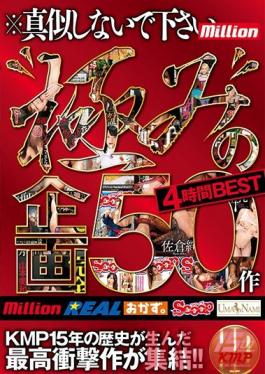 ※真似しないで下さい Million
極みの
企画
4時間BEST
50作
佐倉絆
Million REAL おかず。 SCOOP UMANAMI
KMP15年の歴史が生んだ
最高衝撃作が集結!!
KMP